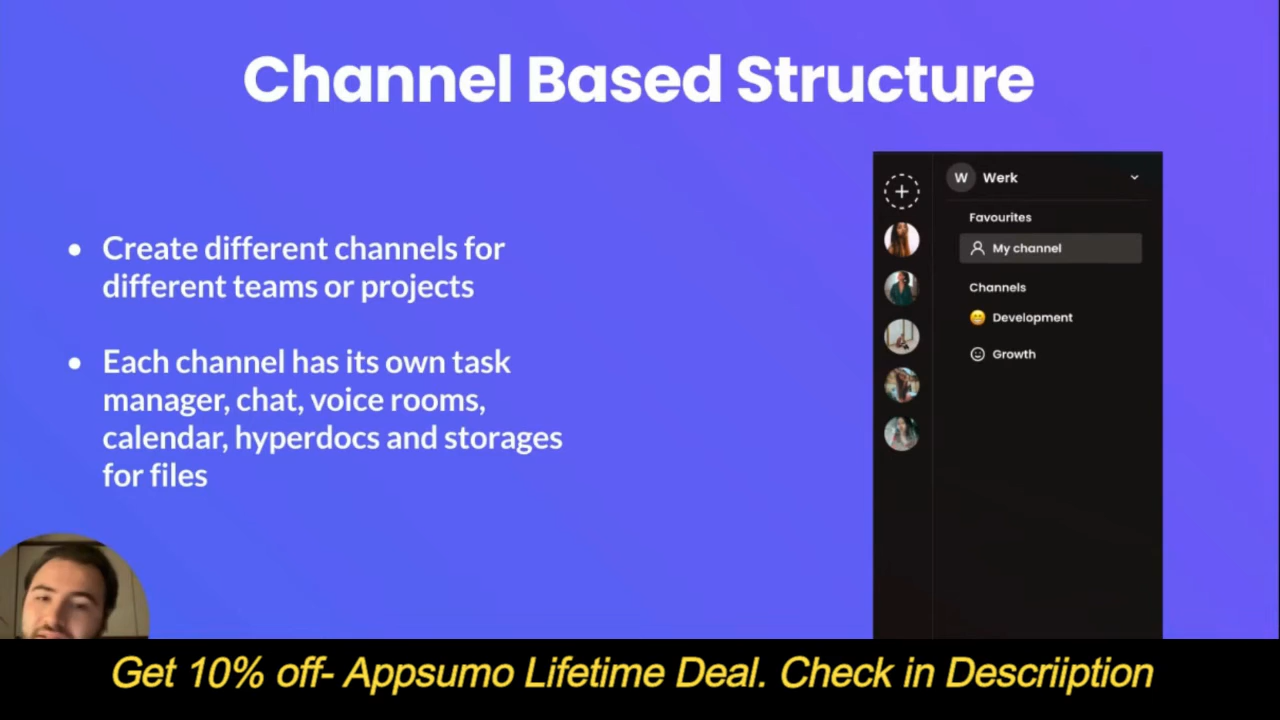 Channel Based Structure
• Create different channels for
different teams or projects
• Each channel has its own task
manager, chat, voice rooms,
calendar, hyperdocs and storages
for files
W Werk
Favourites
My channel
Channels
Development
Growth
Get 10% off- Appsumo Lifetime Deal. Check in Descriiption